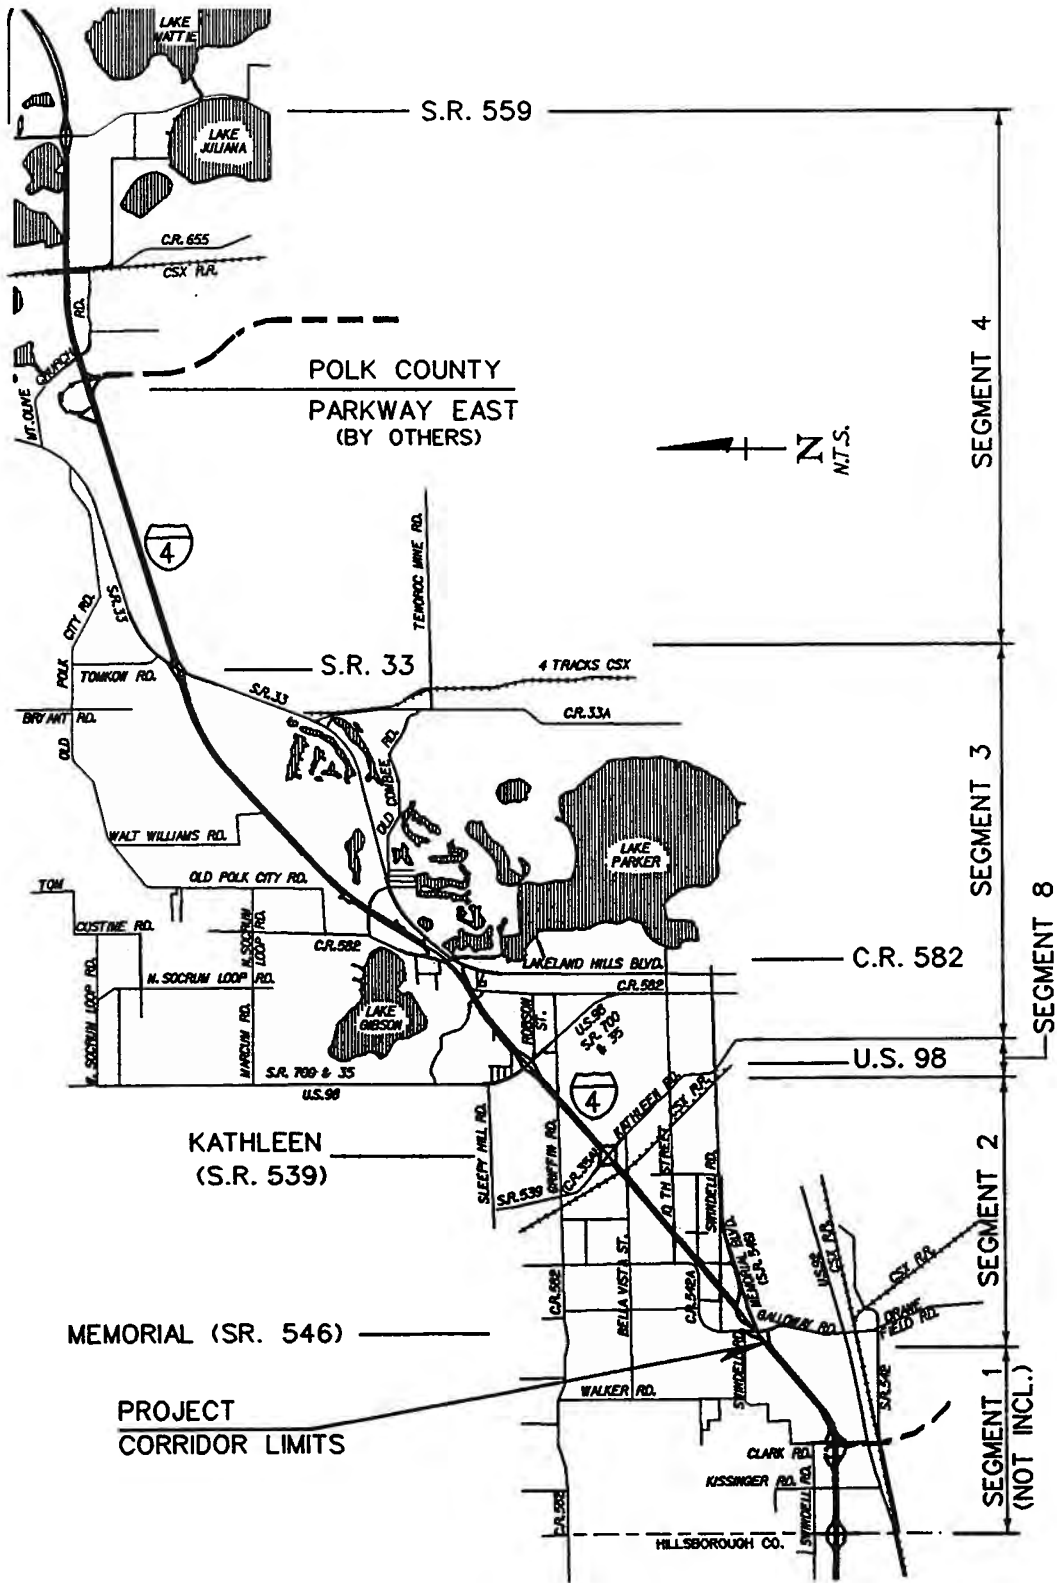 LAKE
MATTIE
S.R. 559
LAKE
JULIANA
C.R. 655
CSX R.R.
RD.
CHURCH
MT. OLIVE
POLK COUNTY
PARKWAY EAST
(BY OTHERS)
N
N.T.S.
SEGMENT 4
4
S.R. 33
TENOROC MINE RD.
CITY RD.
POLK
OLD
TOMKOW RD.
BRYANT RD.
S.R. 33
S.R. 33
4 TRACKS CSX
C.R. 33A
OLD COMBEE RD.
SEGMENT 3
WALT WILLIAMS RD.
LAKE
PARKER
OLD POLK CITY RD.
TOM
CUSTINE RD.
C.R. 582
N. SOCRUM
LOOP RD.
N. SOCRUM LOOP RD.
W. SOCRUM LOOP RD.
MARCUM RD.
LAKE
GIBSON
LAKELAND HILLS BLVD.
C.R. 582
C.R. 582
SEGMENT 8
ROBSON
ST.
U.S. 98
S.R. 700
& 35
U.S. 98
S.R. 700 & 35
U.S. 98
4
KATHLEEN RD.
CSX R.R.
KATHLEEN
(S.R. 539)
SLEEPY HILL RD.
GRIFFIN RD.
(C.R. 35A)
S.R. 539
10 TH STREET
SWINDELL RD.
SEGMENT 2
MEMORIAL BLVD.
(S.R. 546)
U.S. 92
CSX R.R.
CSX R.R.
C.R. 582
BELLA VISTA ST.
C.R. 542A
GALLOWAY RD.
DRANE
FIELD RD.
MEMORIAL (SR. 546)
SWINDELL RD.
WALKER RD.
S.R. 542
PROJECT
CORRIDOR LIMITS
CLARK RD.
KISSINGER RD.
SWINDELL RD.
C.R. 582
HILLSBOROUGH CO.
SEGMENT 1
(NOT INCL.)